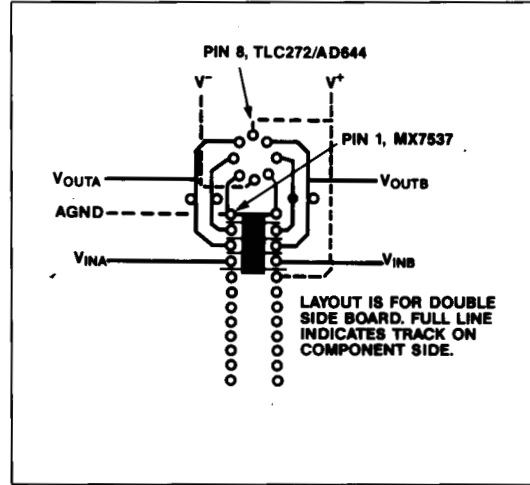 PIN 8, TLC272/AD644
V- V+
PIN 1, MX7537
VOUTA VOUTB
AGND
VINA VINB
LAYOUT IS FOR DOUBLE
SIDE BOARD. FULL LINE
INDICATES TRACK ON
COMPONENT SIDE.